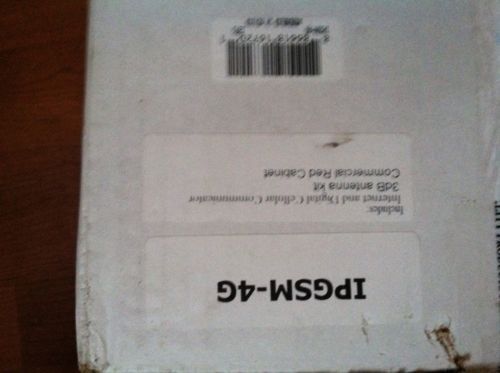 IPGSM-4G
Includes:
Internet and Digital Cellular Communicator
3dB antenna kit
Commercial Red Cabinet